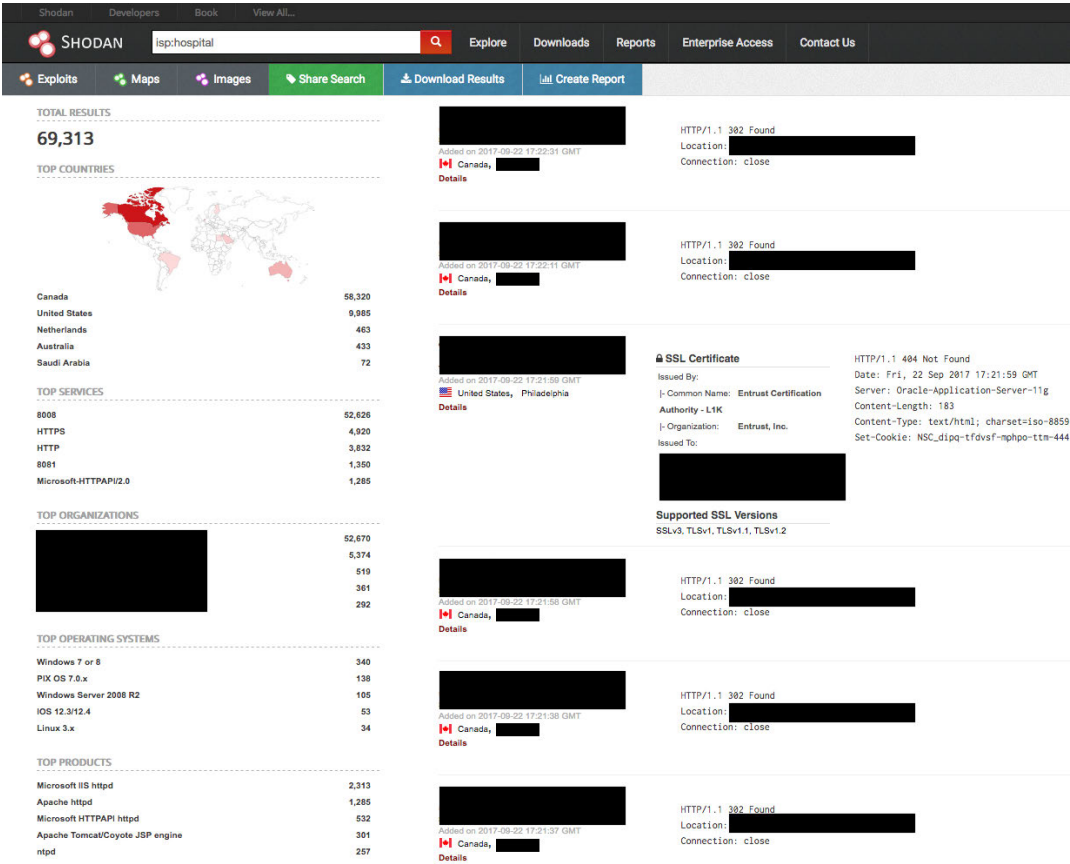 Shodan Developers Book View All...
SHODAN isp:hospital Explore Downloads Reports Enterprise Access Contact Us
Exploits Maps Images Share Search Download Results Create Report
TOTAL RESULTS
69,313
TOP COUNTRIES
Canada 58,320
United States 9,985
Netherlands 463
Australia 433
Saudi Arabia 72
TOP SERVICES
8008 52,626
HTTPS 4,920
HTTP 3,832
8081 1,350
Microsoft-HTTPAPI/2.0 1,285
TOP ORGANIZATIONS
52,670
5,374
519
361
292
TOP OPERATING SYSTEMS
Windows 7 or 8 340
PIX OS 7.0.x 138
Windows Server 2008 R2 105
IOS 12.3/12.4 53
Linux 3.x 34
TOP PRODUCTS
Microsoft IIS httpd 2,313
Apache httpd 1,285
Microsoft HTTPAPI httpd 532
Apache Tomcat/Coyote JSP engine 301
ntpd 257
Added on 2017-09-22 17:22:31 GMT
Canada,
Details
HTTP/1.1 302 Found
Location:
Connection: close
Added on 2017-09-22 17:22:11 GMT
Canada,
Details
HTTP/1.1 302 Found
Location:
Connection: close
Added on 2017-09-22 17:21:59 GMT
United States, Philadelphia
Details
SSL Certificate
Issued By:
|- Common Name: Entrust Certification
Authority - L1K
|- Organization: Entrust, Inc.
Issued To:
Supported SSL Versions
SSLv3, TLSv1, TLSv1.1, TLSv1.2
HTTP/1.1 404 Not Found
Date: Fri, 22 Sep 2017 17:21:59 GMT
Server: Oracle-Application-Server-11g
Content-Length: 183
Content-Type: text/html; charset=iso-8859
Set-Cookie: NSC_dipq-tfdvsf-mphpo-ttm-444
Added on 2017-09-22 17:21:58 GMT
Canada,
Details
HTTP/1.1 302 Found
Location:
Connection: close
Added on 2017-09-22 17:21:38 GMT
Canada,
Details
HTTP/1.1 302 Found
Location:
Connection: close
Added on 2017-09-22 17:21:37 GMT
Canada,
Details
HTTP/1.1 302 Found
Location:
Connection: close